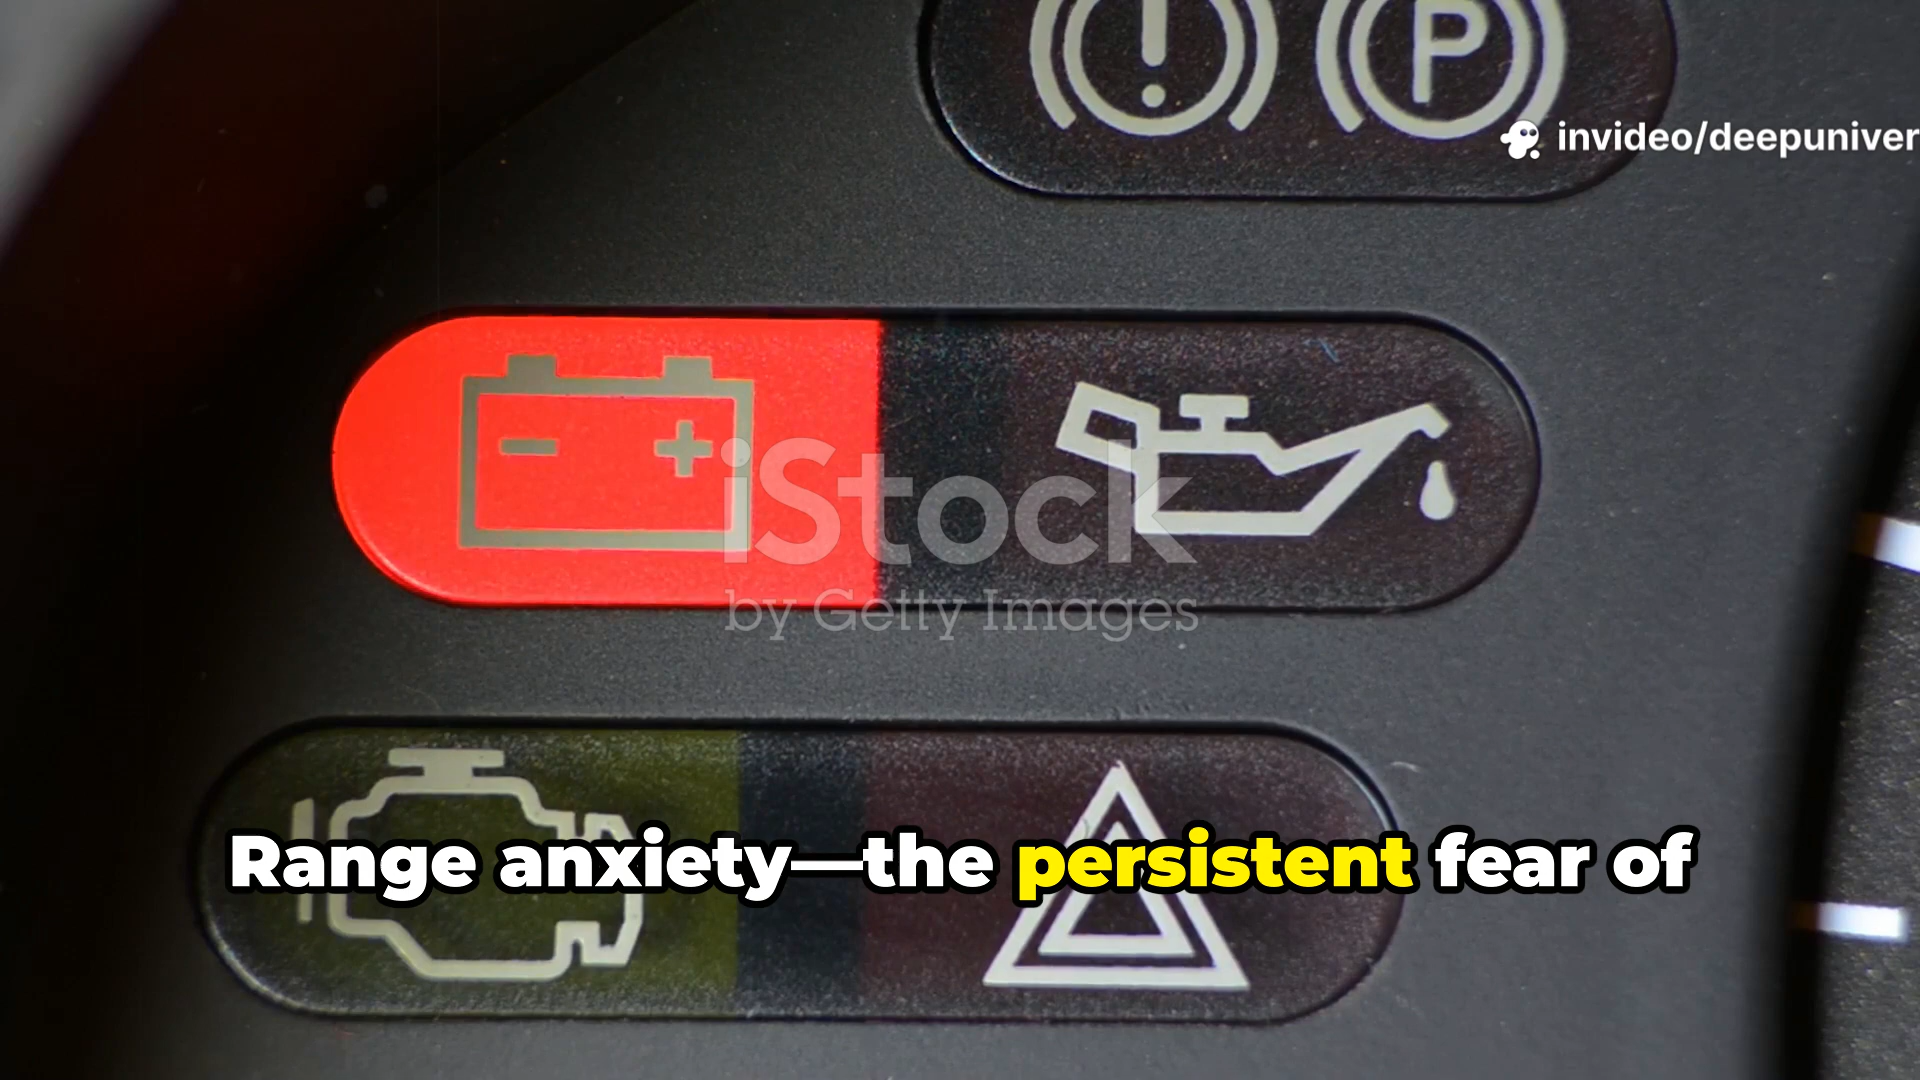 P
invideo/deepuniver
iStock
by Getty Images
Range anxiety—the persistent fear of